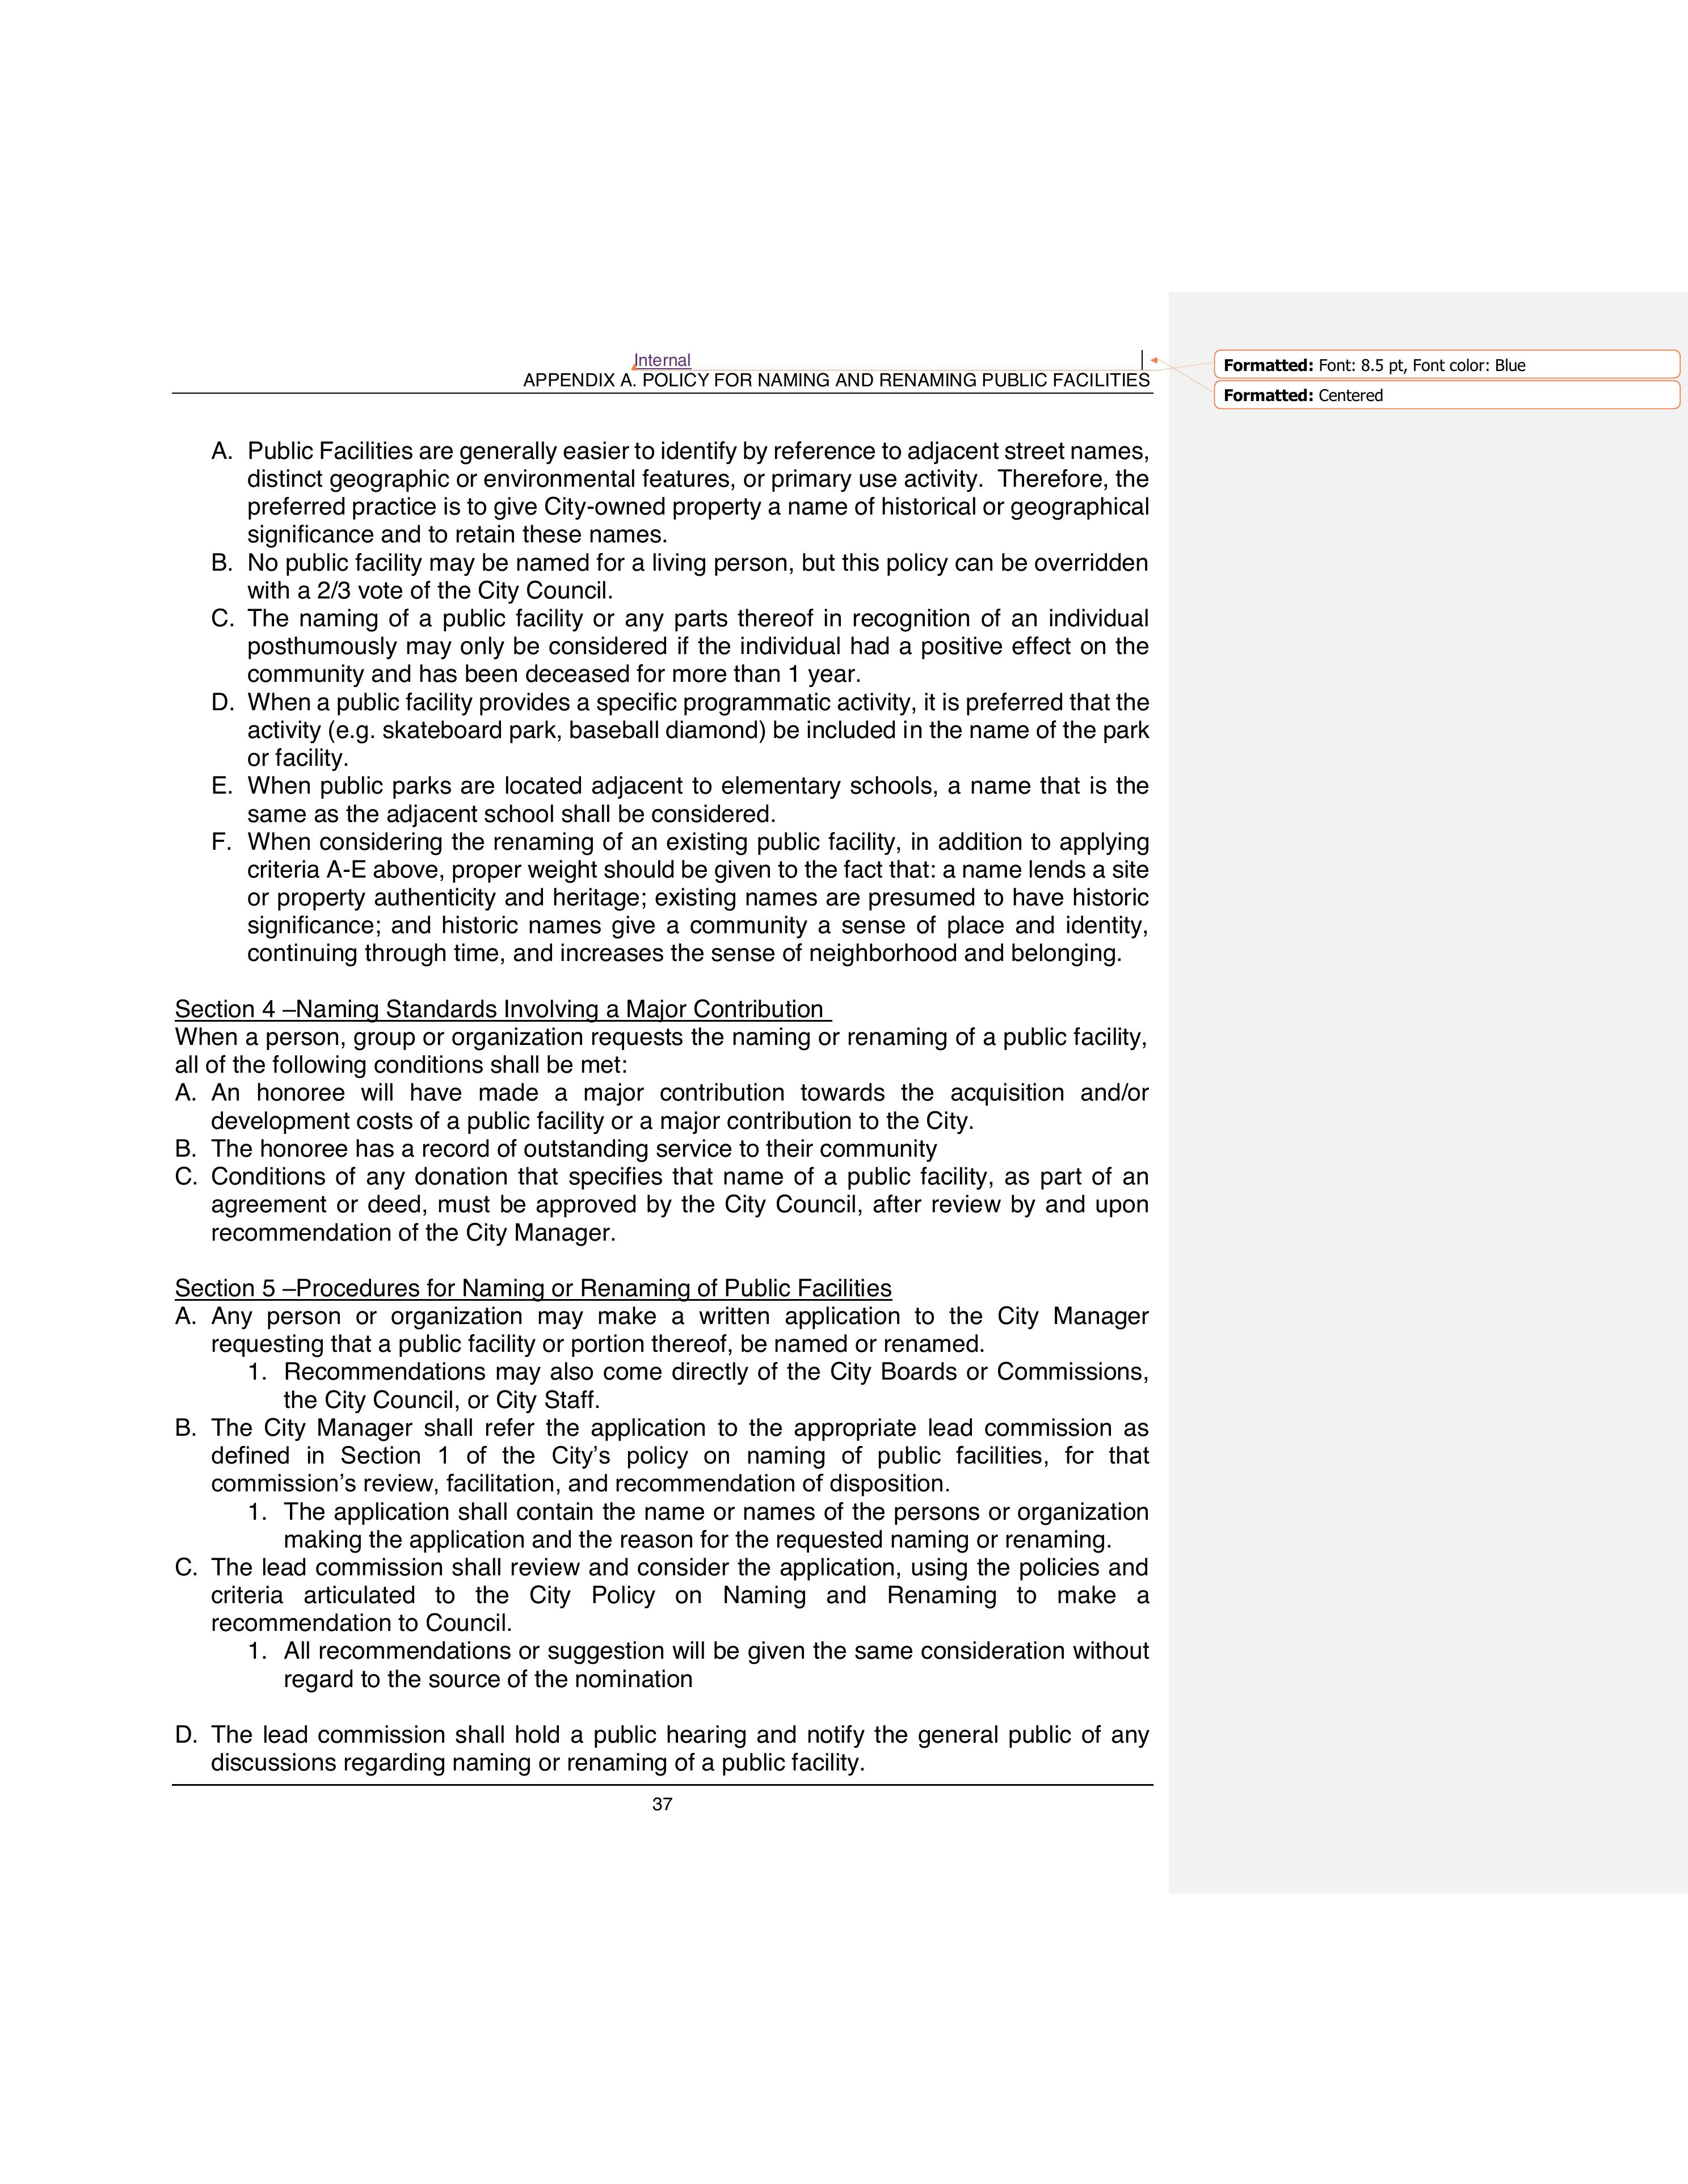 Internal
APPENDIX A. POLICY FOR NAMING AND RENAMING PUBLIC FACILITIES
Formatted: Font: 8.5 pt, Font color: Blue
Formatted: Centered
A. Public Facilities are generally easier to identify by reference to adjacent street names,
distinct geographic or environmental features, or primary use activity. Therefore, the
preferred practice is to give City-owned property a name of historical or geographical
significance and to retain these names.
B. No public facility may be named for a living person, but this policy can be overridden
with a 2/3 vote of the City Council.
C. The naming of a public facility or any parts thereof in recognition of an individual
posthumously may only be considered if the individual had a positive effect on the
community and has been deceased for more than 1 year.
D. When a public facility provides a specific programmatic activity, it is preferred that the
activity (e.g. skateboard park, baseball diamond) be included in the name of the park
or facility.
E. When public parks are located adjacent to elementary schools, a name that is the
same as the adjacent school shall be considered.
F. When considering the renaming of an existing public facility, in addition to applying
criteria A-E above, proper weight should be given to the fact that: a name lends a site
or property authenticity and heritage; existing names are presumed to have historic
significance; and historic names give a community a sense of place and identity,
continuing through time, and increases the sense of neighborhood and belonging.
Section 4 –Naming Standards Involving a Major Contribution
When a person, group or organization requests the naming or renaming of a public facility,
all of the following conditions shall be met:
A. An honoree will have made a major contribution towards the acquisition and/or
development costs of a public facility or a major contribution to the City.
B. The honoree has a record of outstanding service to their community
C. Conditions of any donation that specifies that name of a public facility, as part of an
agreement or deed, must be approved by the City Council, after review by and upon
recommendation of the City Manager.
Section 5 –Procedures for Naming or Renaming of Public Facilities
A. Any person or organization may make a written application to the City Manager
requesting that a public facility or portion thereof, be named or renamed.
1. Recommendations may also come directly of the City Boards or Commissions,
the City Council, or City Staff.
B. The City Manager shall refer the application to the appropriate lead commission as
defined in Section 1 of the City’s policy on naming of public facilities, for that
commission’s review, facilitation, and recommendation of disposition.
1. The application shall contain the name or names of the persons or organization
making the application and the reason for the requested naming or renaming.
C. The lead commission shall review and consider the application, using the policies and
criteria articulated to the City Policy on Naming and Renaming to make a
recommendation to Council.
1. All recommendations or suggestion will be given the same consideration without
regard to the source of the nomination
D. The lead commission shall hold a public hearing and notify the general public of any
discussions regarding naming or renaming of a public facility.
37